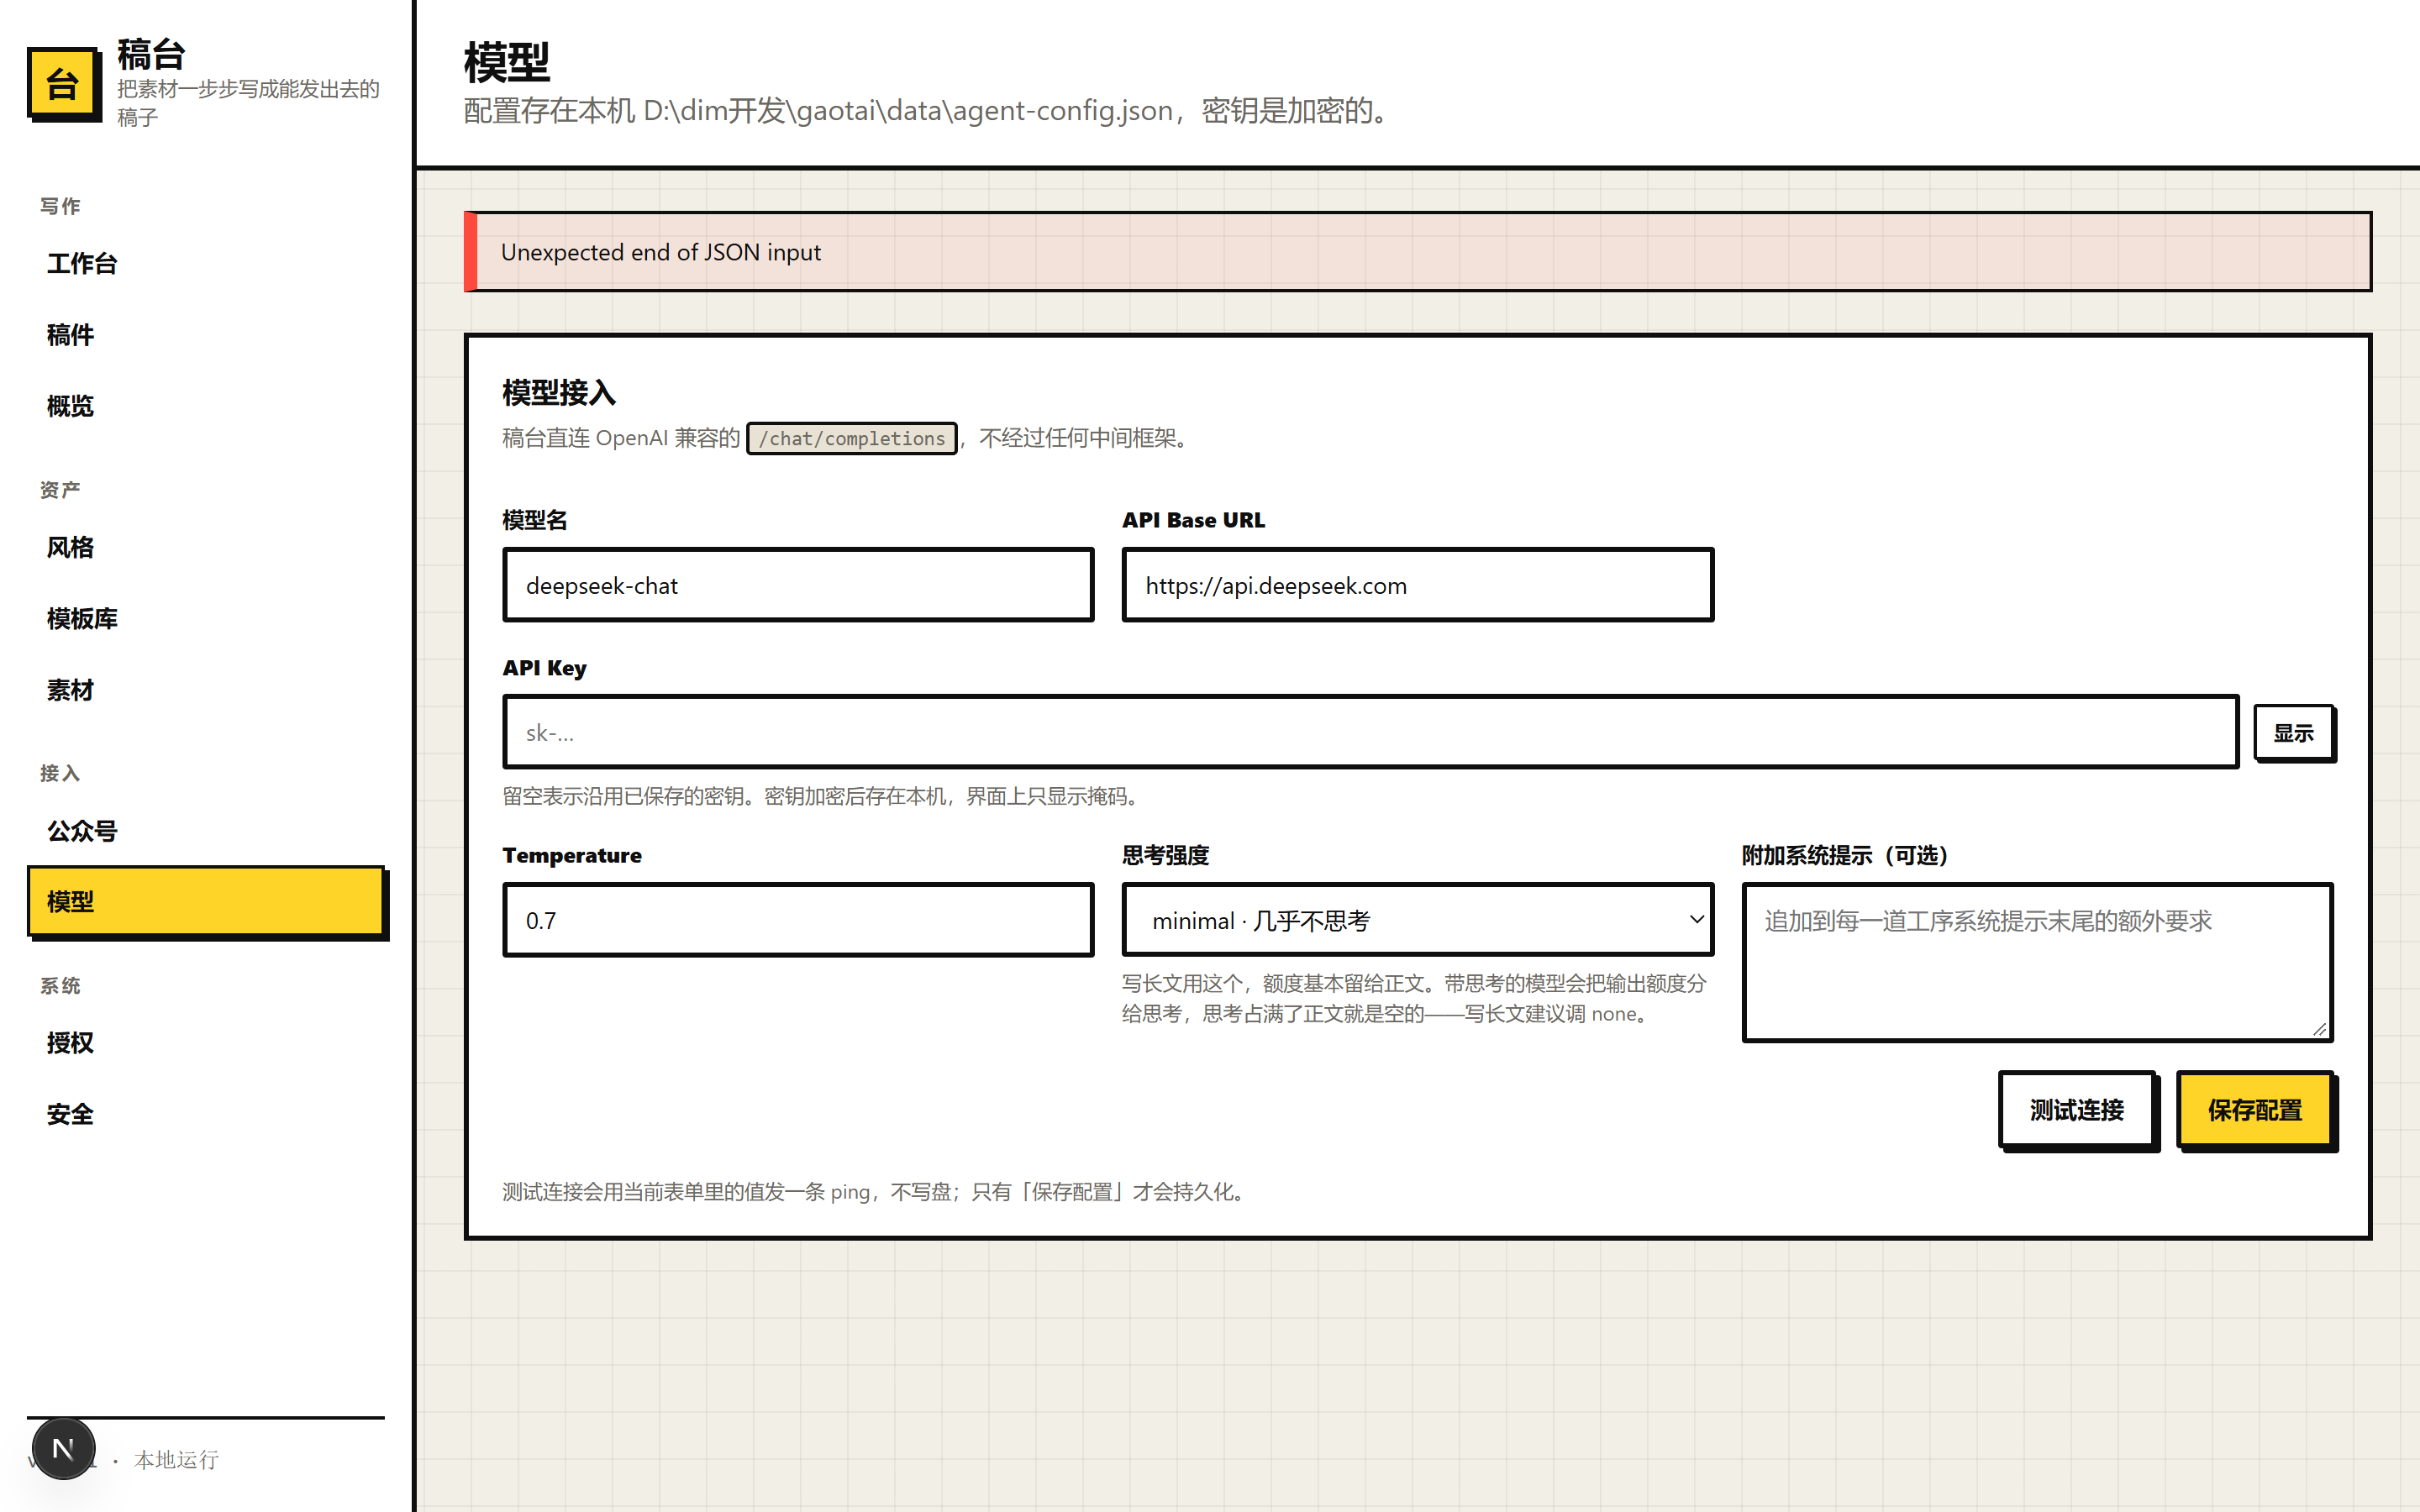 台
稿台
把素材一步步写成能发出去的
稿子
写作
工作台
稿件
概览
资产
风格
模板库
素材
接入
公众号
模型
系统
授权
安全
N
· 本地运行
模型
配置存在本机 D:\dim开发\gaotai\data\agent-config.json，密钥是加密的。
Unexpected end of JSON input
模型接入
稿台直连 OpenAI 兼容的 /chat/completions，不经过任何中间框架。
模型名
API Base URL
deepseek-chat
https://api.deepseek.com
API Key
sk-...
显示
留空表示沿用已保存的密钥。密钥加密后存在本机，界面上只显示掩码。
Temperature
思考强度
附加系统提示（可选）
0.7
minimal · 几乎不思考
追加到每一道工序系统提示末尾的额外要求
写长文用这个，额度基本留给正文。带思考的模型会把输出额度分
给思考，思考占满了正文就是空的——写长文建议调 none。
测试连接
保存配置
测试连接会用当前表单里的值发一条 ping，不写盘；只有「保存配置」才会持久化。